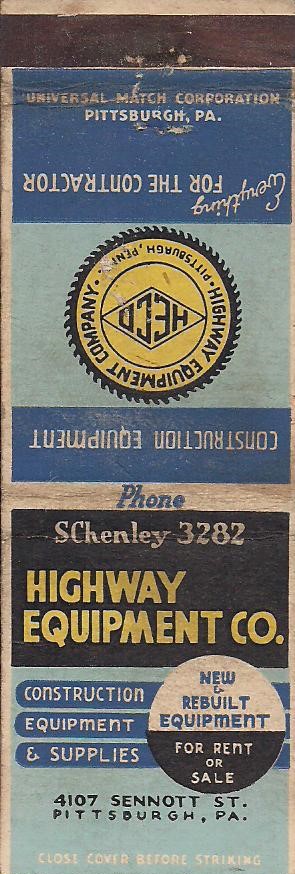 UNIVERSAL MATCH CORPORATION
PITTSBURGH, PA.
Everything
FOR THE CONTRACTOR
HIGHWAY EQUIPMENT COMPANY. PITTSBURGH, PENN.
HECO
CONSTRUCTION EQUIPMENT
Phone
SChenley 3282
HIGHWAY
EQUIPMENT CO.
CONSTRUCTION
EQUIPMENT
& SUPPLIES
NEW
&
REBUILT
EQUIPMENT
FOR RENT
OR
SALE
4107 SENNOTT ST.
PITTSBURGH, PA.
CLOSE COVER BEFORE STRIKING